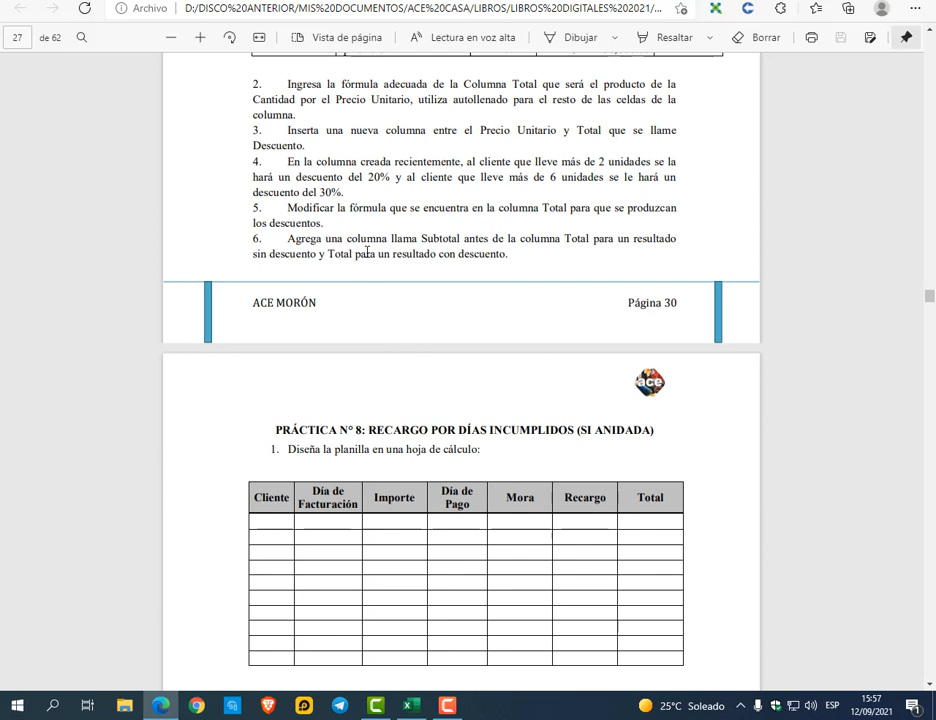 Archivo
D:/DISCO%20ANTERIOR/MIS%20DOCUMENTOS/ACE%20CASA/LIBROS/LIBROS%20DIGITALES%202021/...
27
de 62
Vista de página
Lectura en voz alta
Dibujar
Resaltar
Borrar
2. Ingresa la fórmula adecuada de la Columna Total que será el producto de la
Cantidad por el Precio Unitario, utiliza autollenado para el resto de las celdas de la
columna.
3. Inserta una nueva columna entre el Precio Unitario y Total que se llame
Descuento.
4. En la columna creada recientemente, al cliente que lleve más de 2 unidades se la
hará un descuento del 20% y al cliente que lleve más de 6 unidades se le hará un
descuento del 30%.
5. Modificar la fórmula que se encuentra en la columna Total para que se produzcan
los descuentos.
6. Agrega una columna llama Subtotal antes de la columna Total para un resultado
sin descuento y Total para un resultado con descuento.
ACE MORÓN
Página 30
ace
PRÁCTICA N° 8: RECARGO POR DÍAS INCUMPLIDOS (SI ANIDADA)
1. Diseña la planilla en una hoja de cálculo:
Cliente
Día de
Facturación
Importe
Día de
Pago
Mora
Recargo
Total
25°C Soleado
ESP
15:57
12/09/2021
1